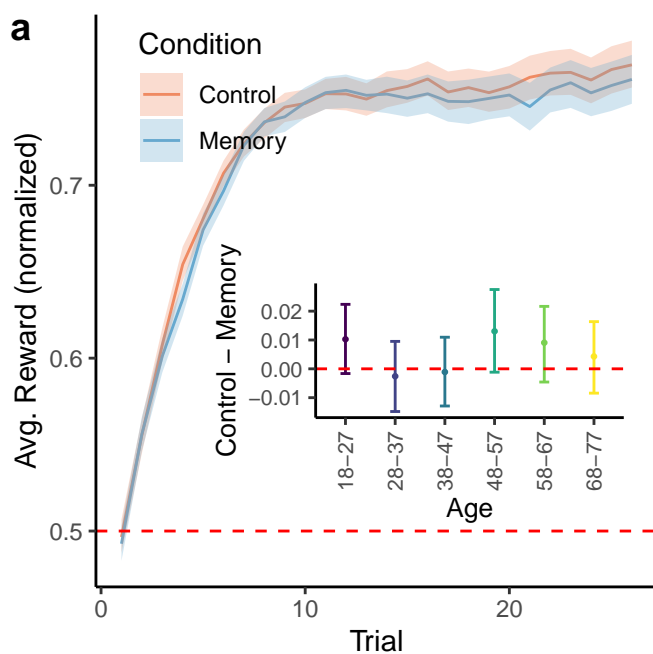 a
Condition
Control
Memory
Avg. Reward (normalized)
0.7
0.6
0.5
Control − Memory
0.02
0.01
0.00
−0.01
18−27
28−37
38−47
48−57
58−67
68−77
Age
0
10
20
Trial